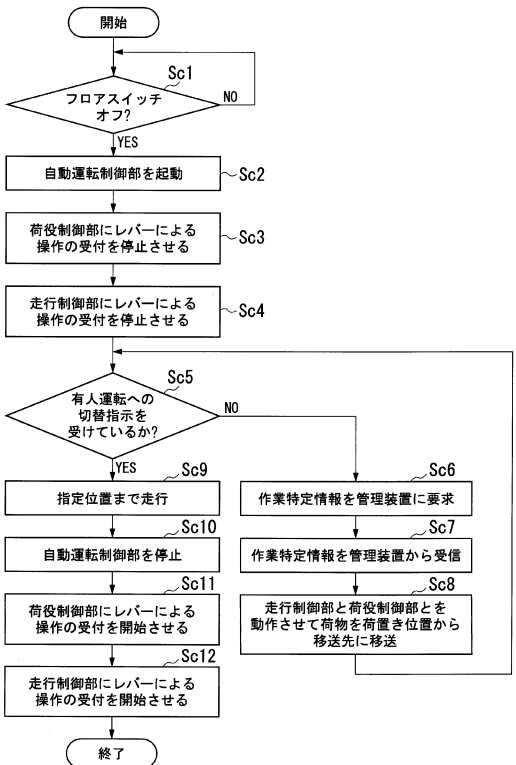 開始
Sc1
フロアスイッチ
オフ?
NO
YES
自動運転制御部を起動
Sc2
荷役制御部にレバーによる
操作の受付を停止させる
Sc3
走行制御部にレバーによる
操作の受付を停止させる
Sc4
Sc5
有人運転への
切替指示を
受けているか?
NO
YES
Sc9
指定位置まで走行
Sc10
自動運転制御部を停止
Sc11
荷役制御部にレバーによる
操作の受付を開始させる
Sc12
走行制御部にレバーによる
操作の受付を開始させる
終了
Sc6
作業特定情報を管理装置に要求
Sc7
作業特定情報を管理装置から受信
Sc8
走行制御部と荷役制御部とを
動作させて荷物を荷置き位置から
移送先に移送